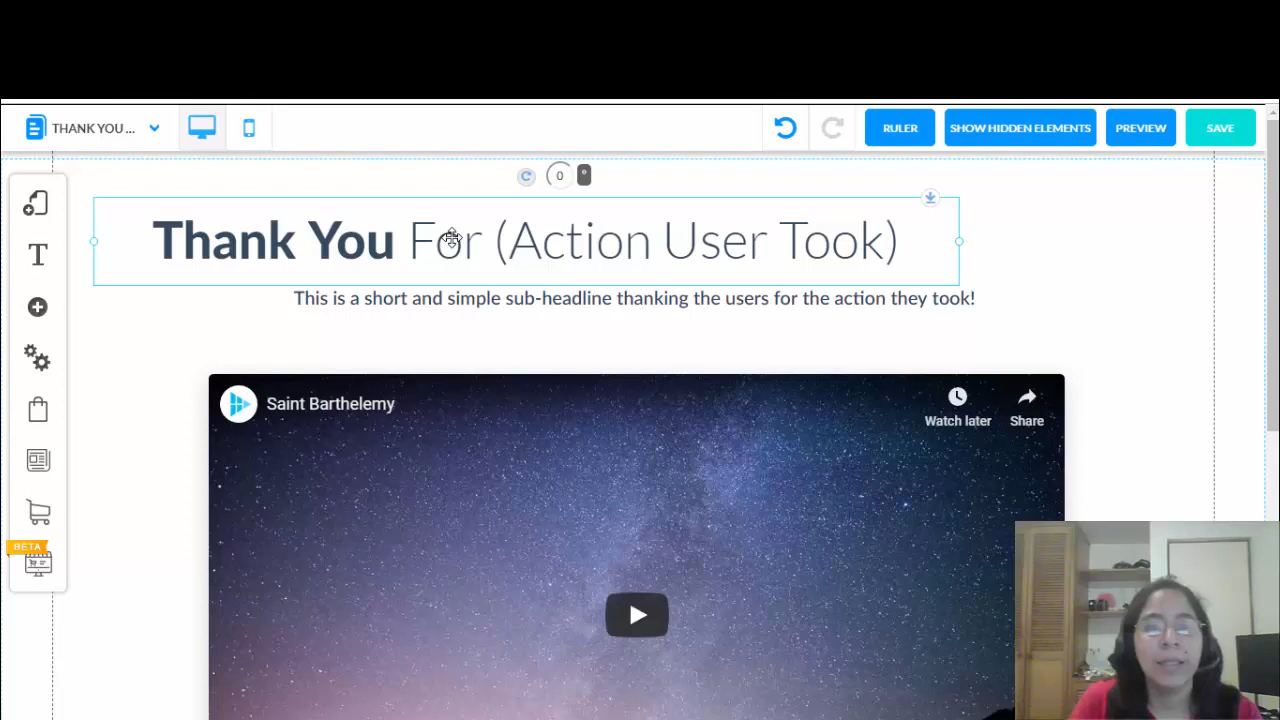 THANK YOU ...
RULER
SHOW HIDDEN ELEMENTS
PREVIEW
SAVE
0
Thank You For (Action User Took)
This is a short and simple sub-headline thanking the users for the action they took!
Saint Barthelemy
Watch later
Share
T
BETA